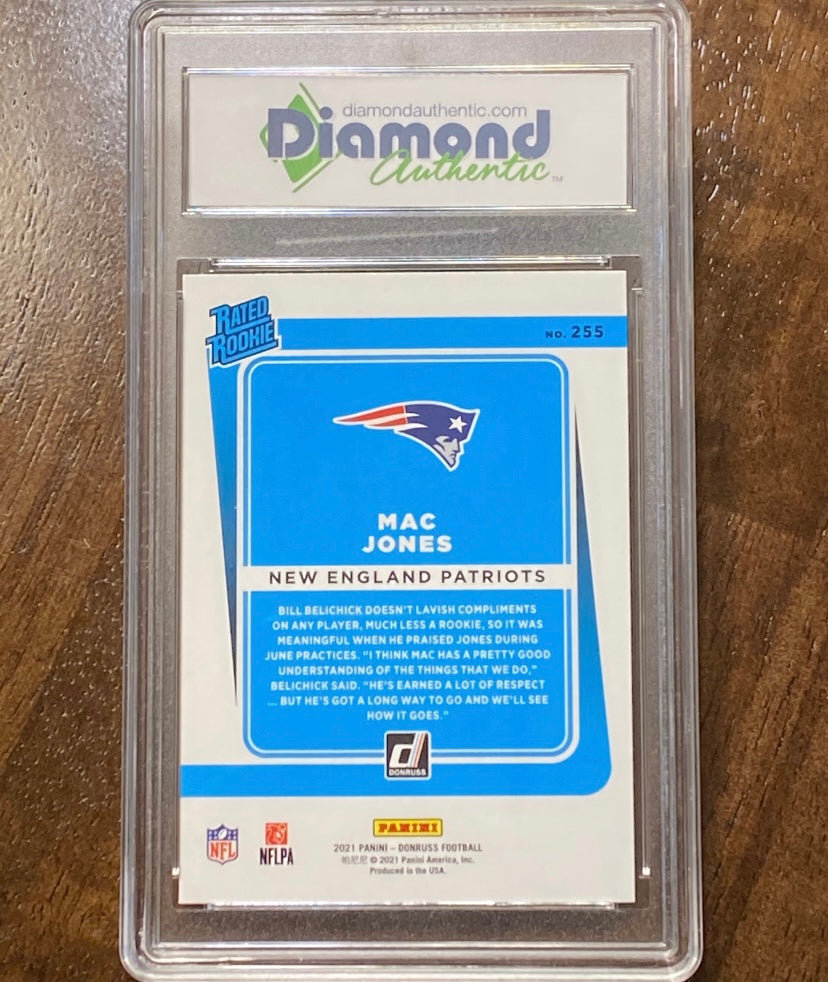 diamondauthentic.com
Diamond
Authentic™
RATED
ROOKIE
NO. 255
MAC
JONES
NEW ENGLAND PATRIOTS
BILL BELICHICK DOESN'T LAVISH COMPLIMENTS
ON ANY PLAYER, MUCH LESS A ROOKIE, SO IT WAS
MEANINGFUL WHEN HE PRAISED JONES DURING
JUNE PRACTICES. "I THINK MAC HAS A PRETTY GOOD
UNDERSTANDING OF THE THINGS THAT WE DO,"
BELICHICK SAID. "HE'S EARNED A LOT OF RESPECT
... BUT HE'S GOT A LONG WAY TO GO AND WE'LL SEE
HOW IT GOES."
DONRUSS
PANINI
NFL
NFLPA
2021 PANINI – DONRUSS FOOTBALL
帕尼尼 © 2021 Panini America, Inc.
Produced in the USA.